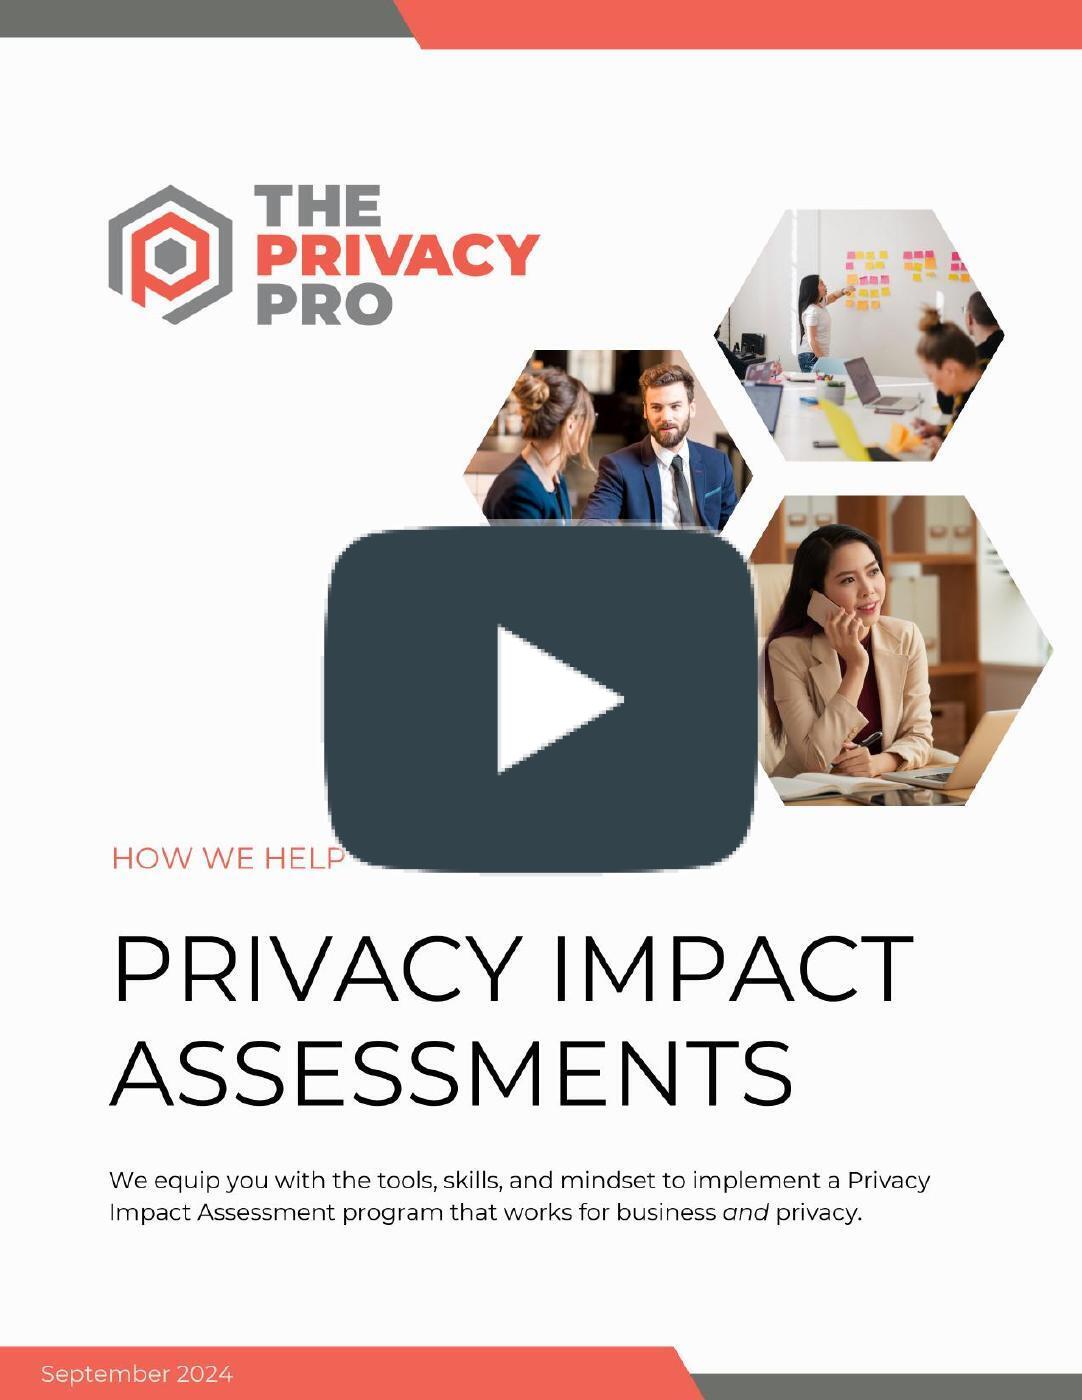 THE
PRIVACY
PRO
HOW WE HELP
PRIVACY IMPACT
ASSESSMENTS
We equip you with the tools, skills, and mindset to implement a Privacy
Impact Assessment program that works for business and privacy.
September 2024